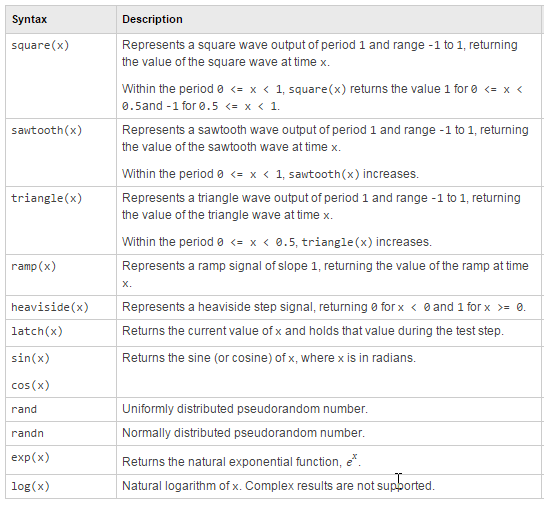 Syntax Description
square(x) Represents a square wave output of period 1 and range -1 to 1, returning
the value of the square wave at time x.
Within the period 0 <= x < 1, square(x) returns the value 1 for 0 <= x <
0.5and -1 for 0.5 <= x < 1.
sawtooth(x) Represents a sawtooth wave output of period 1 and range -1 to 1, returning
the value of the sawtooth wave at time x.
Within the period 0 <= x < 1, sawtooth(x) increases.
triangle(x) Represents a triangle wave output of period 1 and range -1 to 1, returning
the value of the triangle wave at time x.
Within the period 0 <= x < 0.5, triangle(x) increases.
ramp(x) Represents a ramp signal of slope 1, returning the value of the ramp at time
x.
heaviside(x) Represents a heaviside step signal, returning 0 for x < 0 and 1 for x >= 0.
latch(x) Returns the current value of x and holds that value during the test step.
sin(x) Returns the sine (or cosine) of x, where x is in radians.
cos(x)
rand Uniformly distributed pseudorandom number.
randn Normally distributed pseudorandom number.
exp(x) Returns the natural exponential function, eˣ.
log(x) Natural logarithm of x. Complex results are not supported.